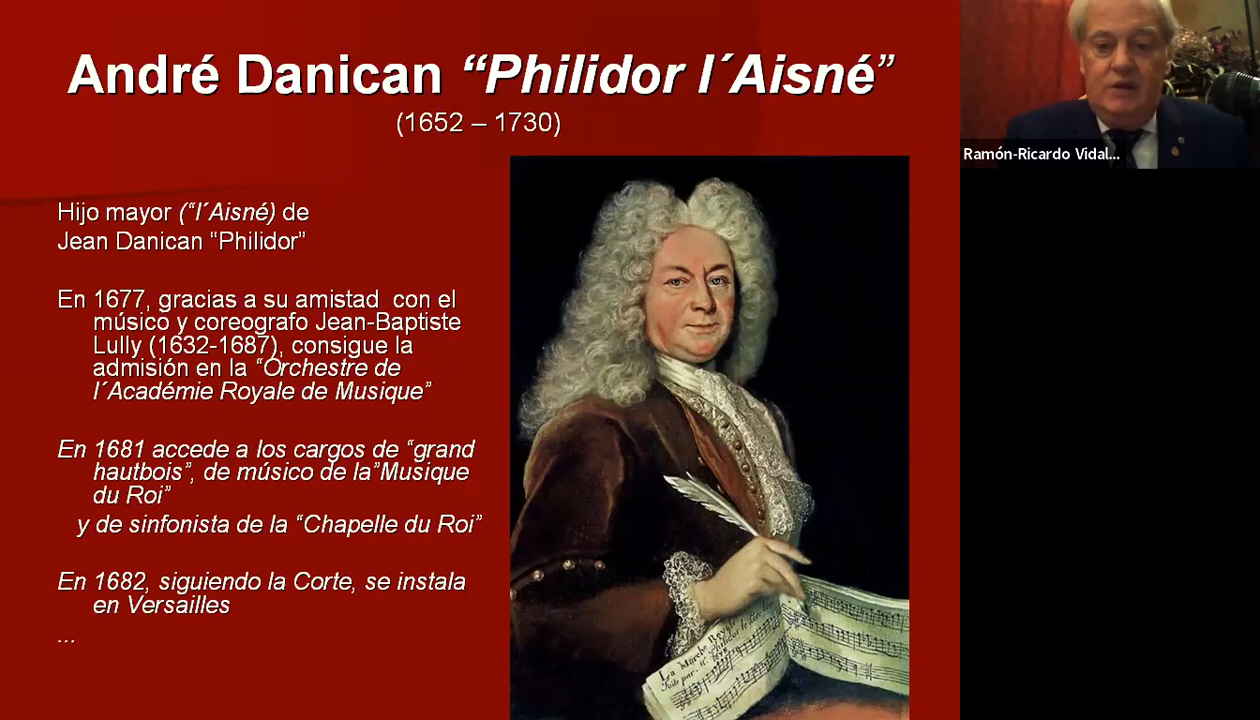 André Danican “Philidor l´Aisné”
(1652 – 1730)
Hijo mayor (“l´Aisné) de
Jean Danican “Philidor”
En 1677, gracias a su amistad con el
músico y coreografo Jean-Baptiste
Lully (1632-1687), consigue la
admisión en la “Orchestre de
l´Académie Royale de Musique”
En 1681 accede a los cargos de “grand
hautbois”, de músico de la”Musique
du Roi”
y de sinfonista de la “Chapelle du Roi”
En 1682, siguiendo la Corte, se instala
en Versailles
...
La Marche Royale
Ramón-Ricardo Vidal...